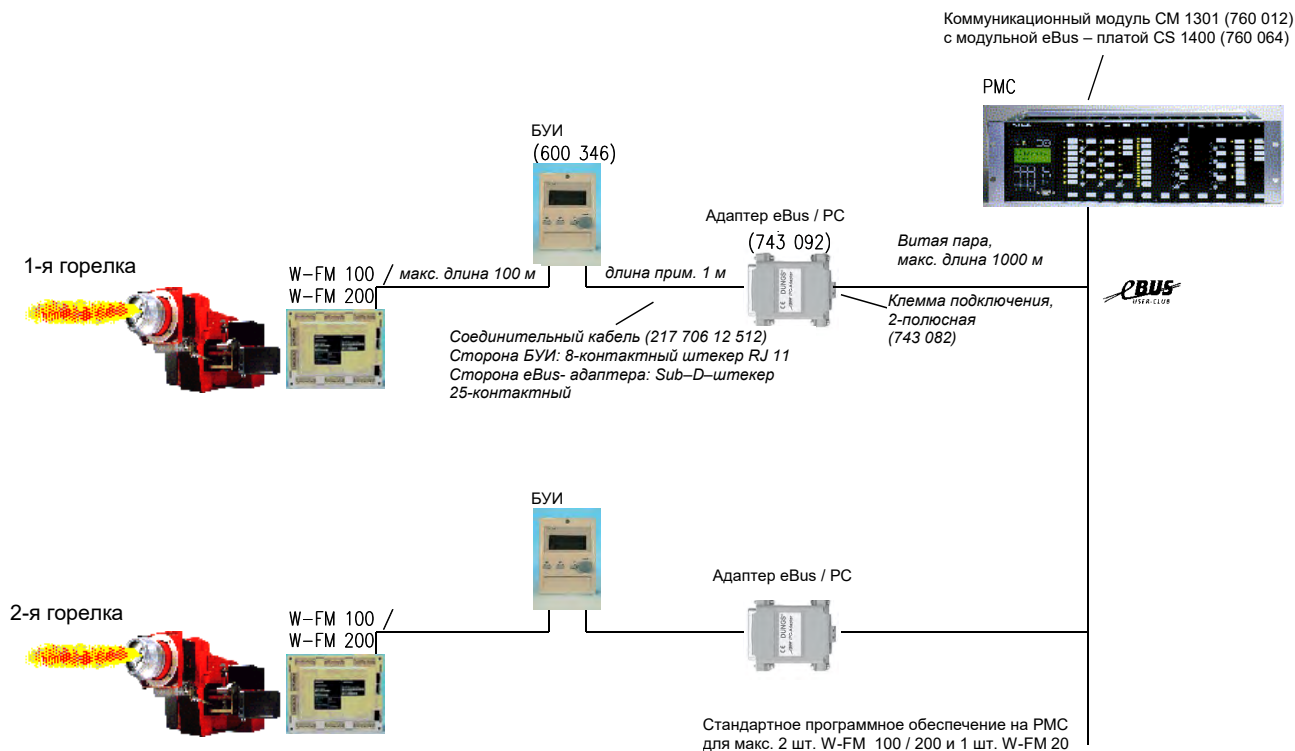 Коммуникационный модуль CM 1301 (760 012)
с модульной eBus – платой CS 1400 (760 064)
PMC
БУИ
(600 346)
Адаптер eBus / PC
(743 092)
Витая пара,
макс. длина 1000 м
1-я горелка
W-FM 100 /
W-FM 200
макс. длина 100 м
длина прим. 1 м
eBUS
USER-CLUB
Клемма подключения,
2-полюсная
(743 082)
Соединительный кабель (217 706 12 512)
Сторона БУИ: 8-контактный штекер RJ 11
Сторона eBus- адаптера: Sub–D–штекер
25-контактный
DUNGS
БУИ
Адаптер eBus / PC
2-я горелка
W-FM 100 /
W-FM 200
DUNGS
Стандартное программное обеспечение на PMC
для макс. 2 шт. W-FM 100 / 200 и 1 шт. W-FM 20